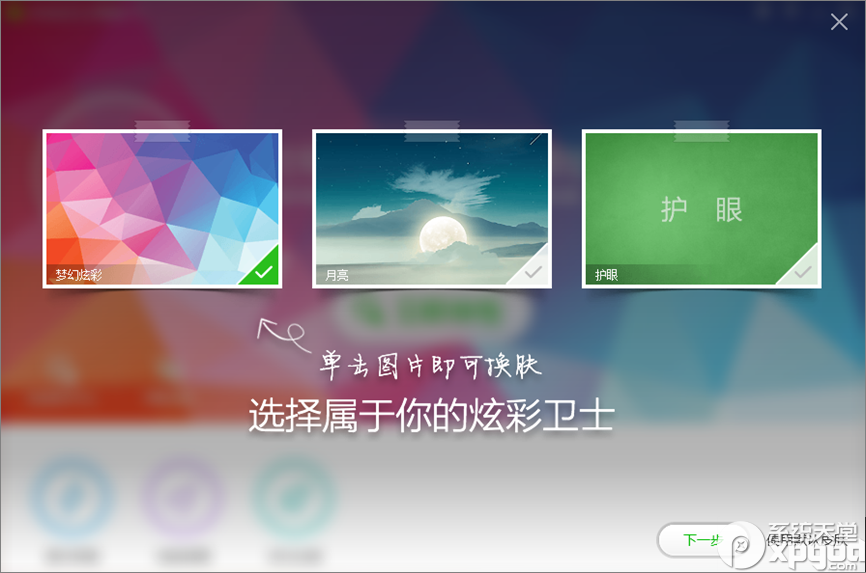 护 眼
梦幻炫彩
月亮
护眼
单击图片即可换肤
选择属于你的炫彩卫士
下一步
使用默认皮肤
系统天堂
xpgod
.com